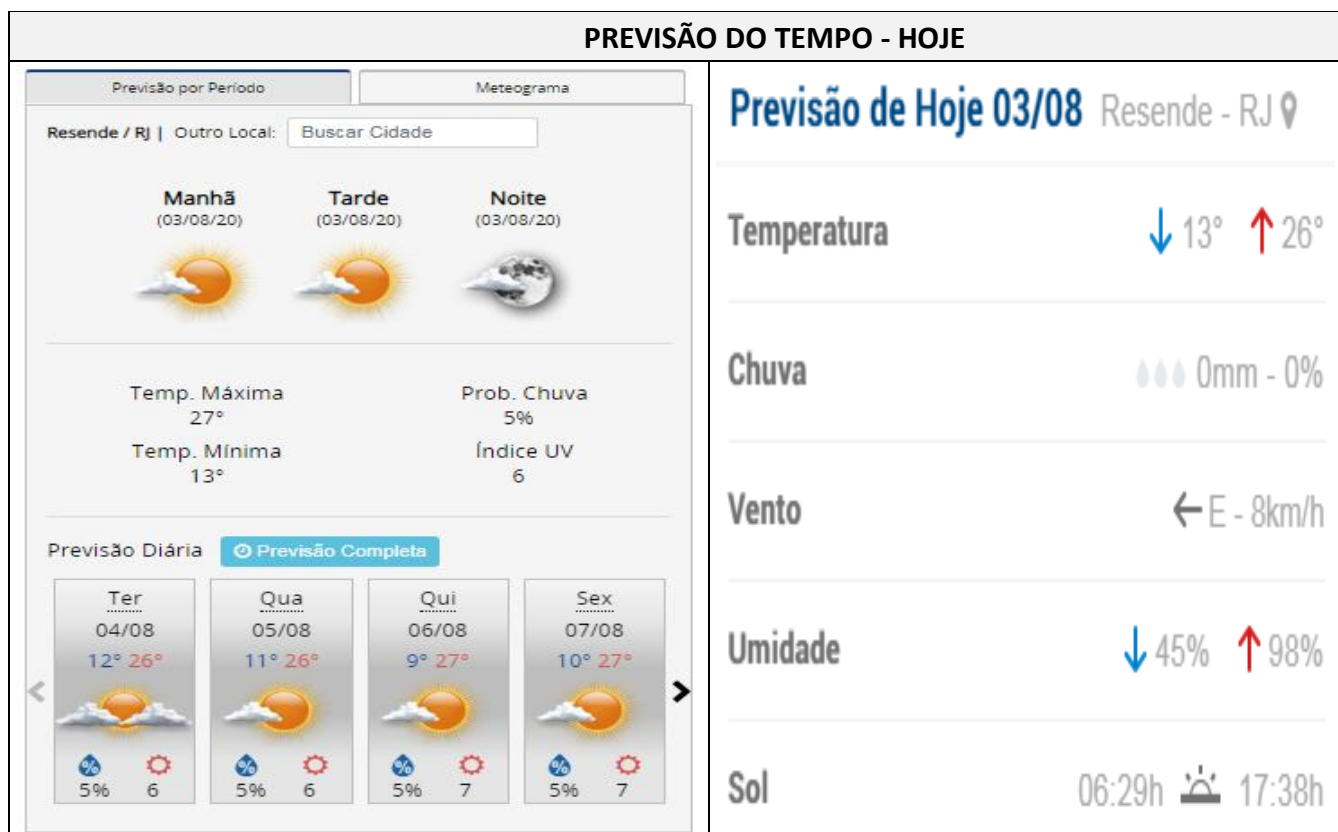 PREVISÃO DO TEMPO - HOJE
Previsão por Período
Meteograma
Resende / RJ | Outro Local: Buscar Cidade
Manhã Tarde Noite
(03/08/20) (03/08/20) (03/08/20)
Temp. Máxima Prob. Chuva
27° 5%
Temp. Mínima Índice UV
13° 6
Previsão Diária Previsão Completa
Ter Qua Qui Sex
04/08 05/08 06/08 07/08
12° 26° 11° 26° 9° 27° 10° 27°
% % % %
5% 6 5% 6 5% 7 5% 7
Previsão de Hoje 03/08 Resende - RJ
Temperatura 13° 26°
Chuva 0mm - 0%
Vento E - 8km/h
Umidade 45% 98%
Sol 06:29h 17:38h